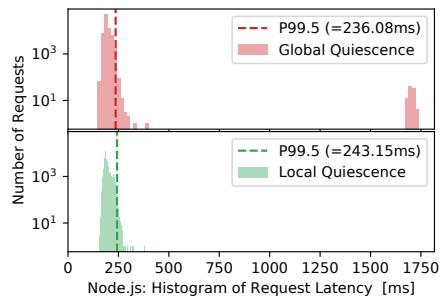 P99.5 (=236.08ms)
Global Quiescence
10³
10¹
P99.5 (=243.15ms)
Local Quiescence
10³
10¹
Number of Requests
0 250 500 750 1000 1250 1500 1750
Node.js: Histogram of Request Latency [ms]